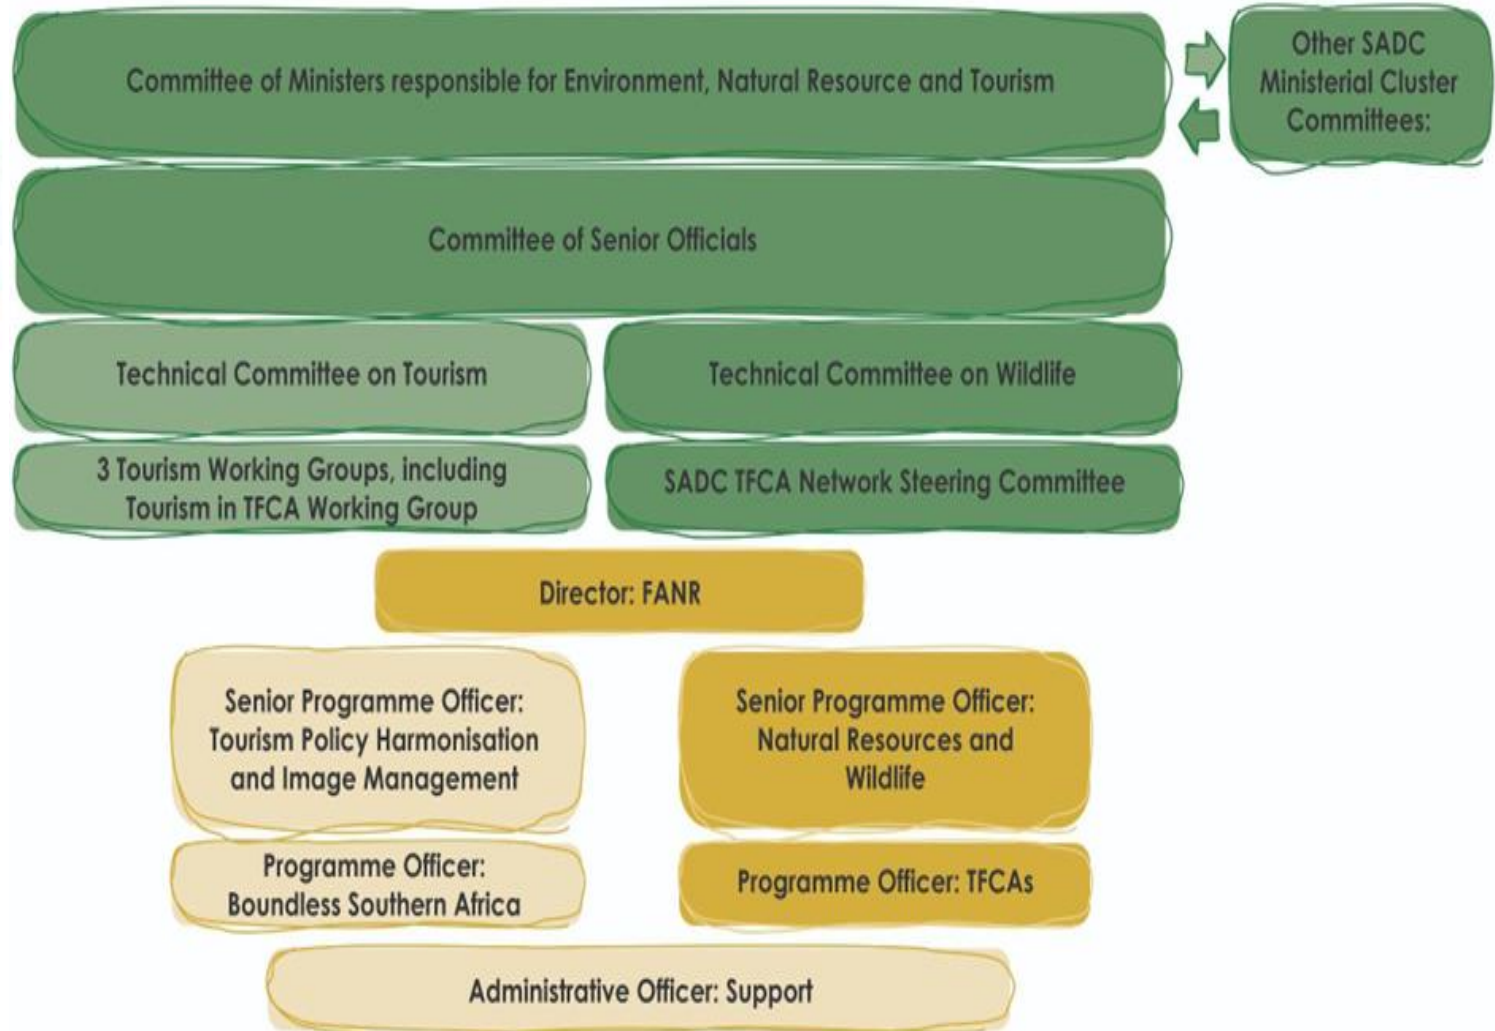 Committee of Ministers responsible for Environment, Natural Resource and Tourism
Other SADC
Ministerial Cluster
Committees:
Committee of Senior Officials
Technical Committee on Tourism
Technical Committee on Wildlife
3 Tourism Working Groups, including
Tourism in TFCA Working Group
SADC TFCA Network Steering Committee
Director: FANR
Senior Programme Officer:
Tourism Policy Harmonisation
and Image Management
Senior Programme Officer:
Natural Resources and
Wildlife
Programme Officer:
Boundless Southern Africa
Programme Officer: TFCAs
Administrative Officer: Support